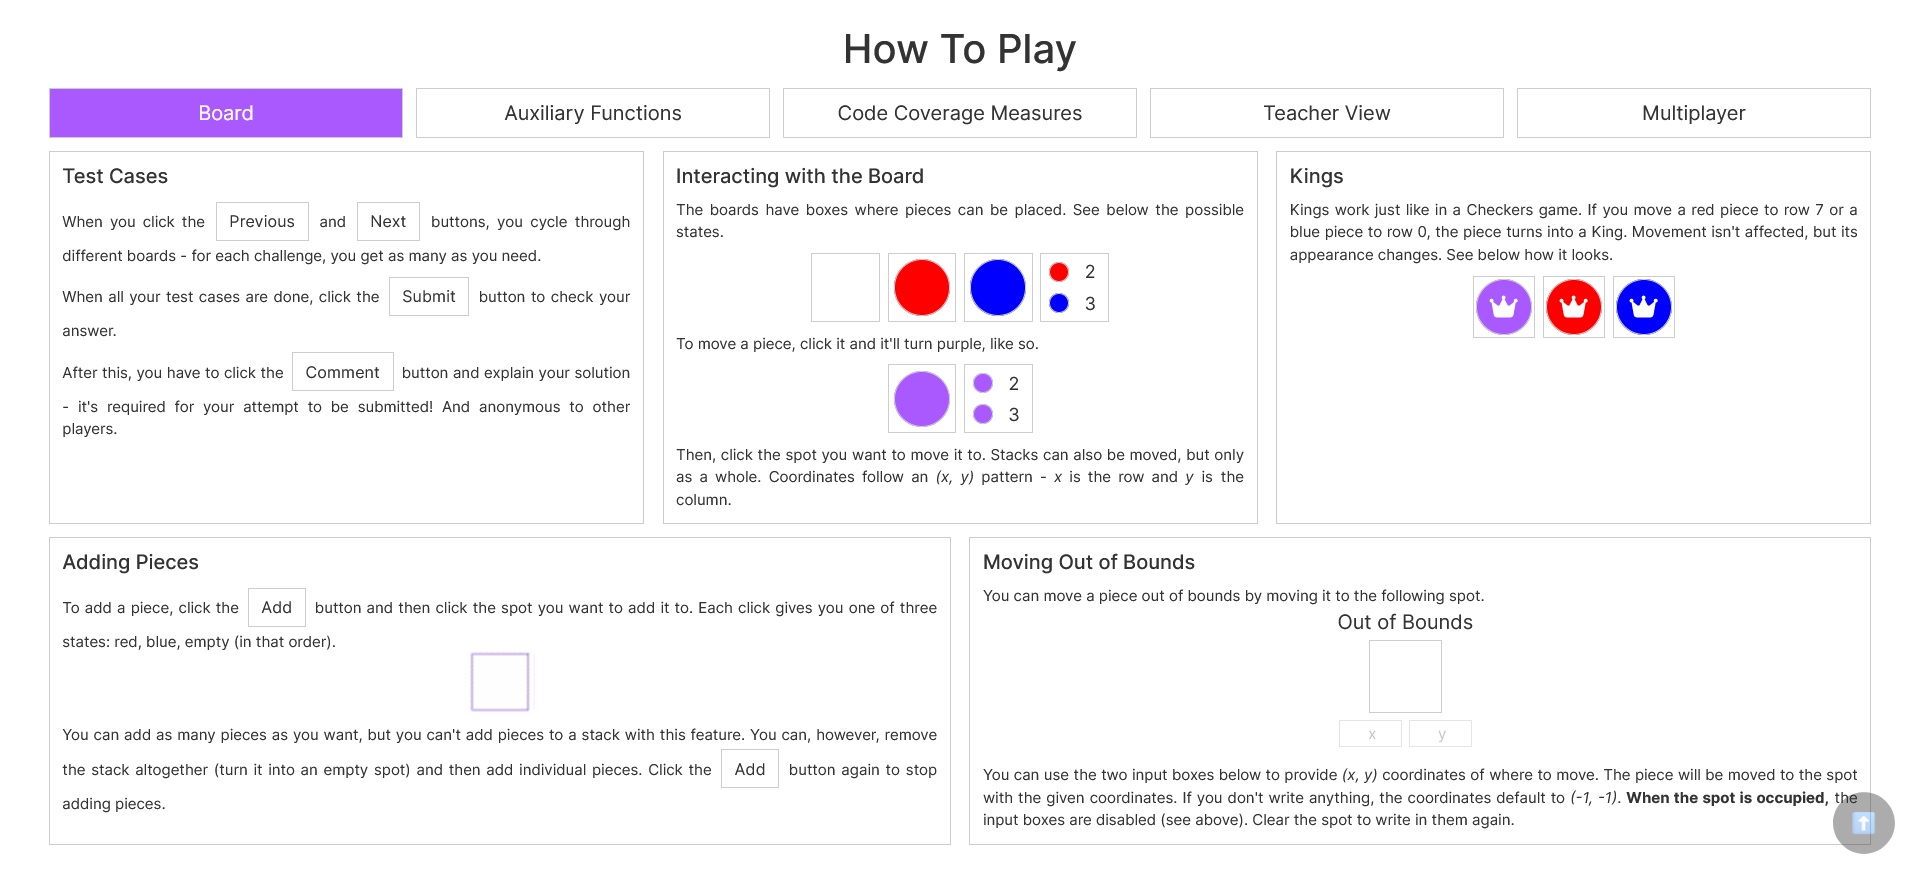 How To Play
Board
Auxiliary Functions
Code Coverage Measures
Teacher View
Multiplayer
Test Cases
When you click the Previous and Next buttons, you cycle through
different boards - for each challenge, you get as many as you need.
When all your test cases are done, click the Submit button to check your
answer.
After this, you have to click the Comment button and explain your solution
- it's required for your attempt to be submitted! And anonymous to other
players.
Interacting with the Board
The boards have boxes where pieces can be placed. See below the possible
states.
2
3
To move a piece, click it and it'll turn purple, like so.
2
3
Then, click the spot you want to move it to. Stacks can also be moved, but only
as a whole. Coordinates follow an (x, y) pattern - x is the row and y is the
column.
Kings
Kings work just like in a Checkers game. If you move a red piece to row 7 or a
blue piece to row 0, the piece turns into a King. Movement isn't affected, but its
appearance changes. See below how it looks.
Adding Pieces
To add a piece, click the Add button and then click the spot you want to add it to. Each click gives you one of three
states: red, blue, empty (in that order).
You can add as many pieces as you want, but you can't add pieces to a stack with this feature. You can, however, remove
the stack altogether (turn it into an empty spot) and then add individual pieces. Click the Add button again to stop
adding pieces.
Moving Out of Bounds
You can move a piece out of bounds by moving it to the following spot.
Out of Bounds
x y
You can use the two input boxes below to provide (x, y) coordinates of where to move. The piece will be moved to the spot
with the given coordinates. If you don't write anything, the coordinates default to (-1, -1). When the spot is occupied, the
input boxes are disabled (see above). Clear the spot to write in them again.